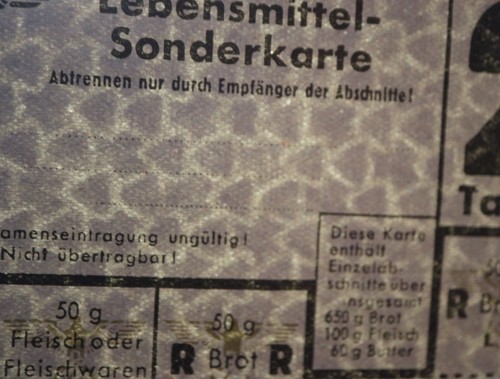 Lebensmittel-
Sonderkarte
Abtrennen nur durch Empfänger der Abschnitte!
amenseintragung ungültig!
Nicht übertragbar!
Diese Karte
enthält
Einzelab-
schnitte über
insgesamt
650 g Brot
100 g Fleisch
60 g Butter
50 g
Fleisch oder
Fleischwaren
50 g
R Brot R
Ta
R Br